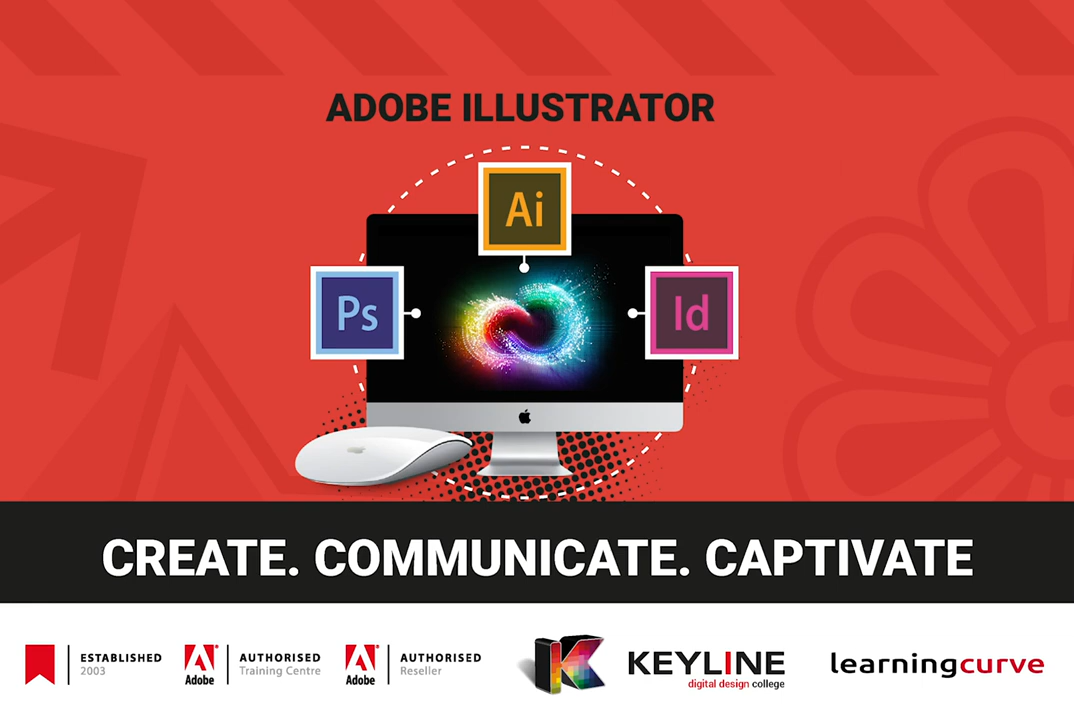 ADOBE ILLUSTRATOR
Ai
Ps
Id
CREATE. COMMUNICATE. CAPTIVATE
ESTABLISHED
2003
Adobe
AUTHORISED
Training Centre
Adobe
AUTHORISED
Reseller
K
KEYLINE
digital design college
learningcurve